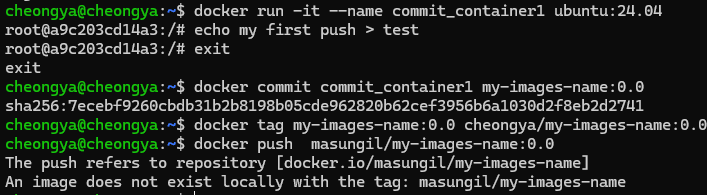 cheongya@cheongya:~$ docker run -it --name commit_container1 ubuntu:24.04
root@a9c203cd14a3:/# echo my first push > test
root@a9c203cd14a3:/# exit
exit
cheongya@cheongya:~$ docker commit commit_container1 my-images-name:0.0
sha256:7ecebf9260cbdb31b2b8198b05cde962820b62cef3956b6a1030d2f8eb2d2741
cheongya@cheongya:~$ docker tag my-images-name:0.0 cheongya/my-images-name:0.0
cheongya@cheongya:~$ docker push  masungil/my-images-name:0.0
The push refers to repository [docker.io/masungil/my-images-name]
An image does not exist locally with the tag: masungil/my-images-name